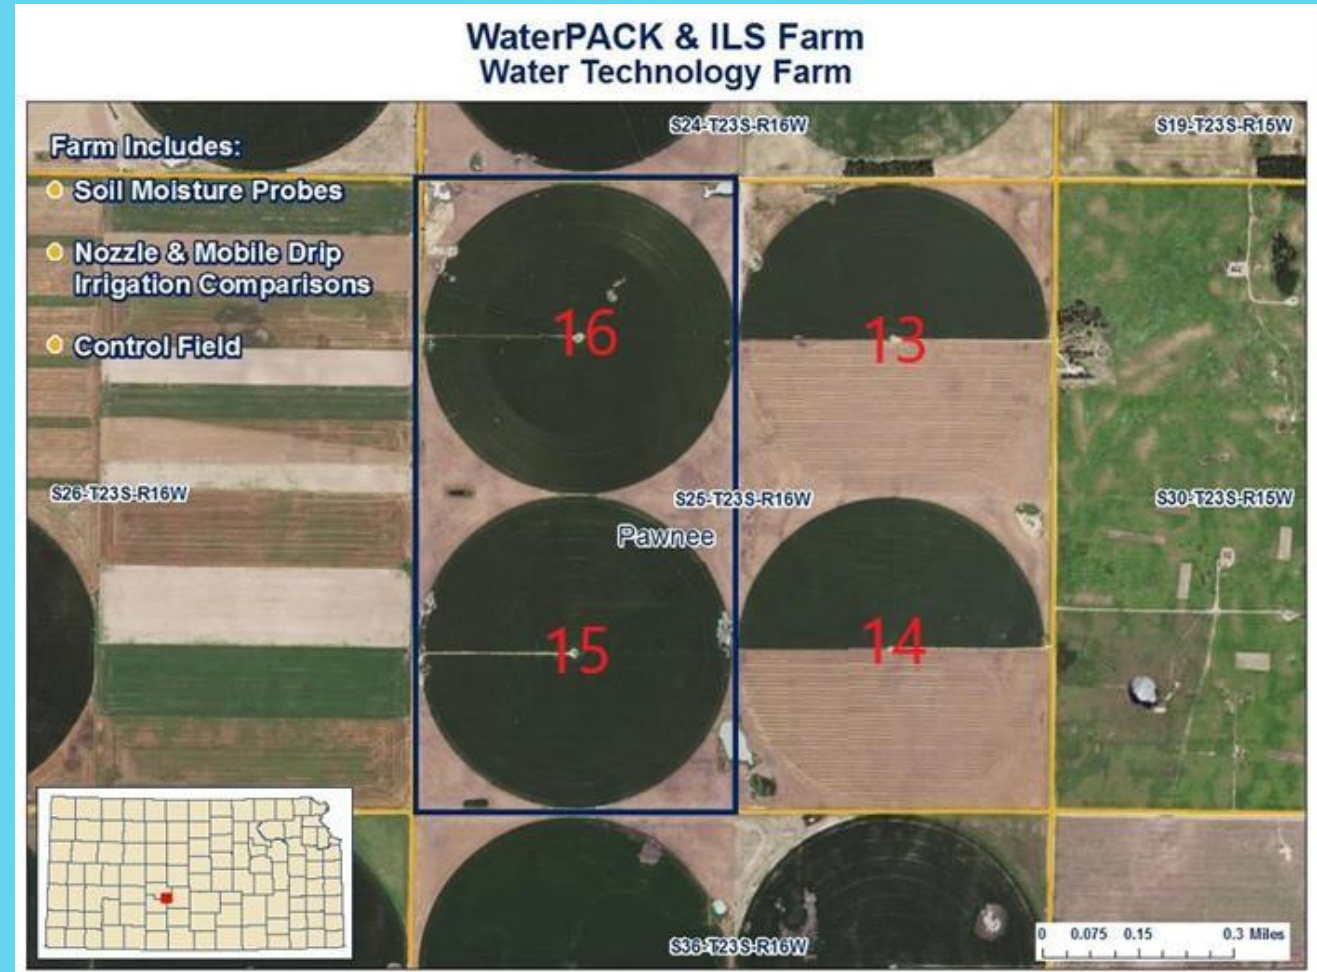 WaterPACK & ILS Farm
Water Technology Farm
S24-T23S-R16W
S19-T23S-R15W
Farm Includes:
Soil Moisture Probes
Nozzle & Mobile Drip
Irrigation Comparisons
Control Field
16
13
S26-T23S-R16W
S25-T23S-R16W
S30-T23S-R15W
Pawnee
15
14
S36-T23S-R16W
0 0.075 0.15 0.3 Miles